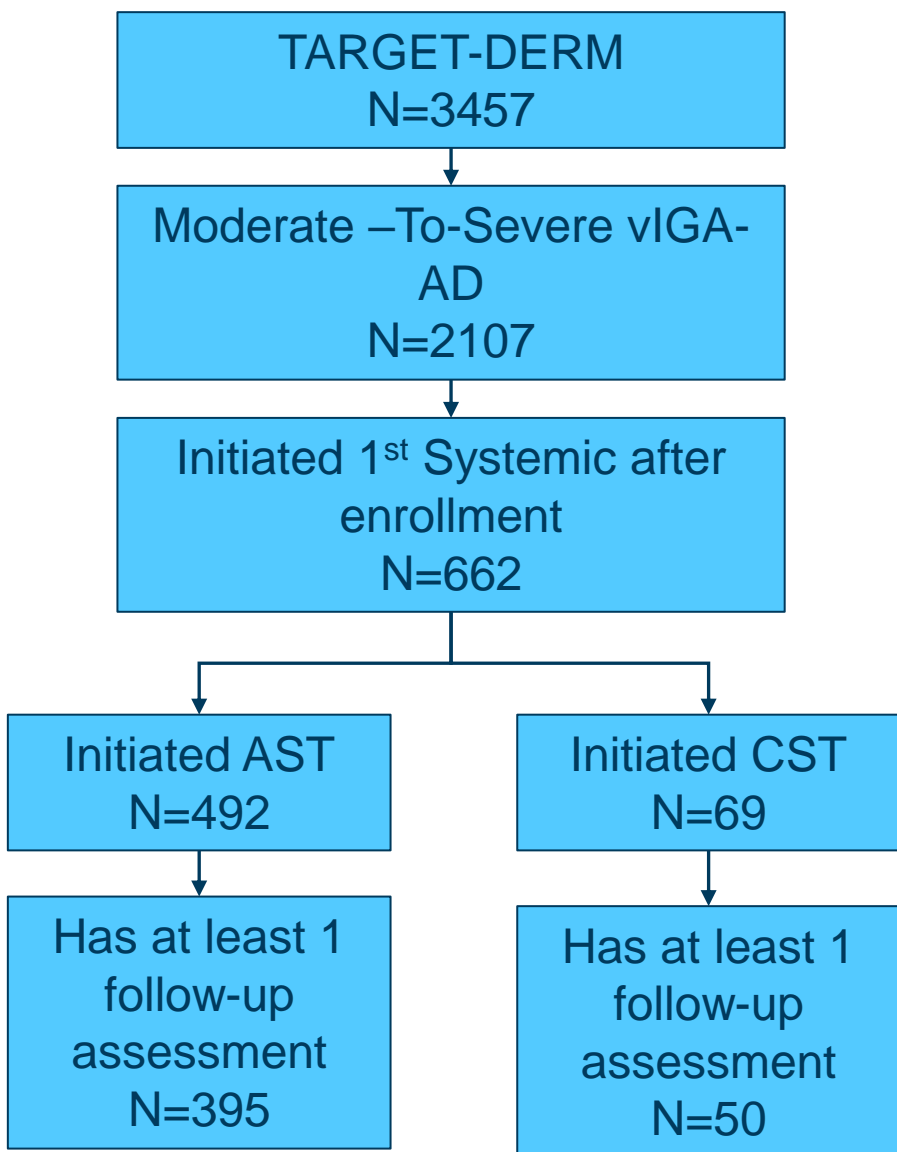 TARGET-DERM
N=3457
Moderate –To-Severe vIGA-
AD
N=2107
Initiated 1st Systemic after
enrollment
N=662
Initiated AST
N=492
Initiated CST
N=69
Has at least 1
follow-up
assessment
N=395
Has at least 1
follow-up
assessment
N=50